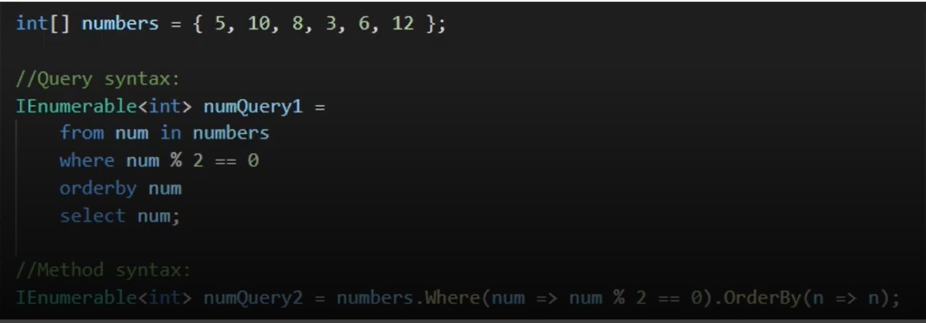 int[] numbers = { 5, 10, 8, 3, 6, 12 };
//Query syntax:
IEnumerable<int> numQuery1 =
from num in numbers
where num % 2 == 0
orderby num
select num;
//Method syntax:
IEnumerable<int> numQuery2 = numbers.Where(num => num % 2 == 0).OrderBy(n => n);